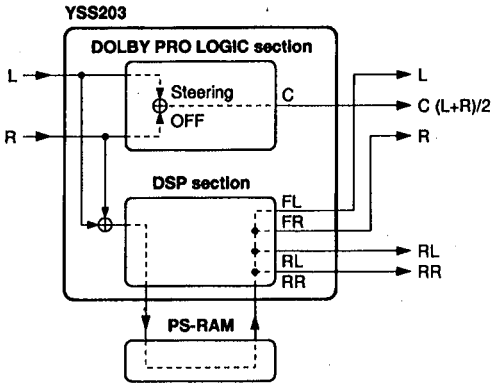 YSS203
DOLBY PRO LOGIC section
L
Steering
C
L
C (L+R)/2
OFF
R
R
DSP section
FL
FR
RL
RL
RR
RR
PS-RAM